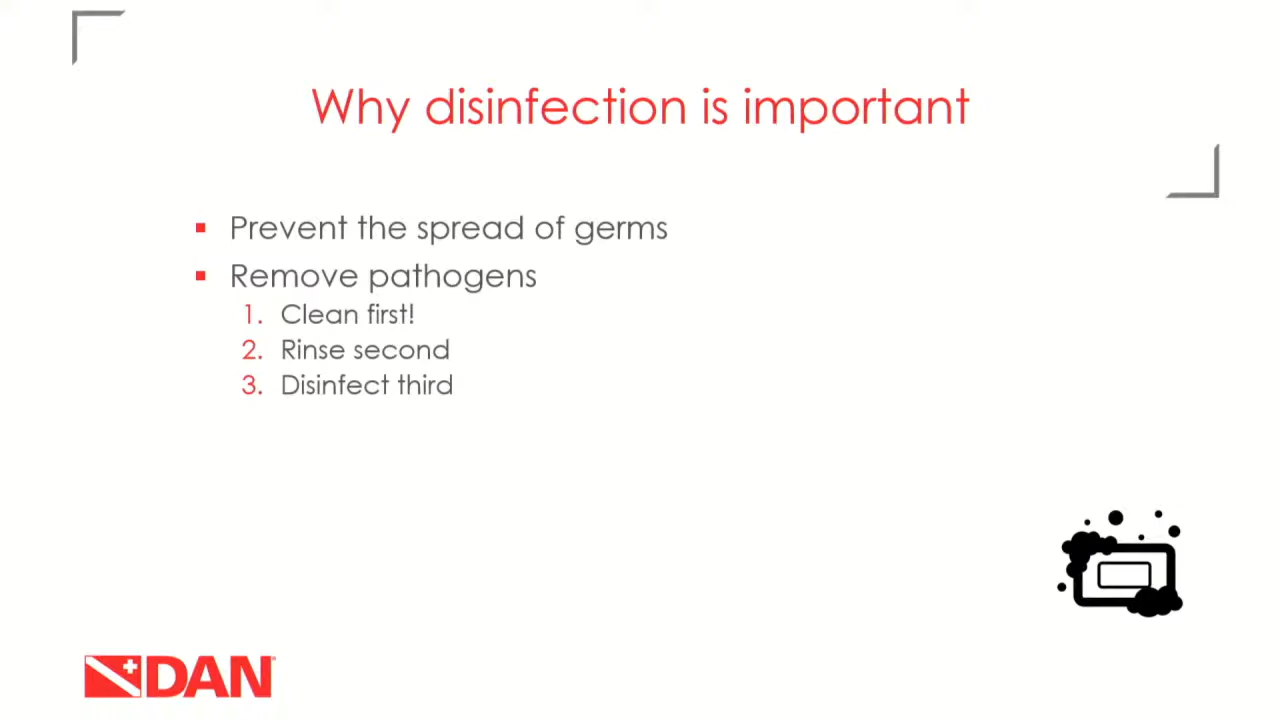 Why disinfection is important
Prevent the spread of germs
Remove pathogens
1. Clean first!
2. Rinse second
3. Disinfect third
DAN